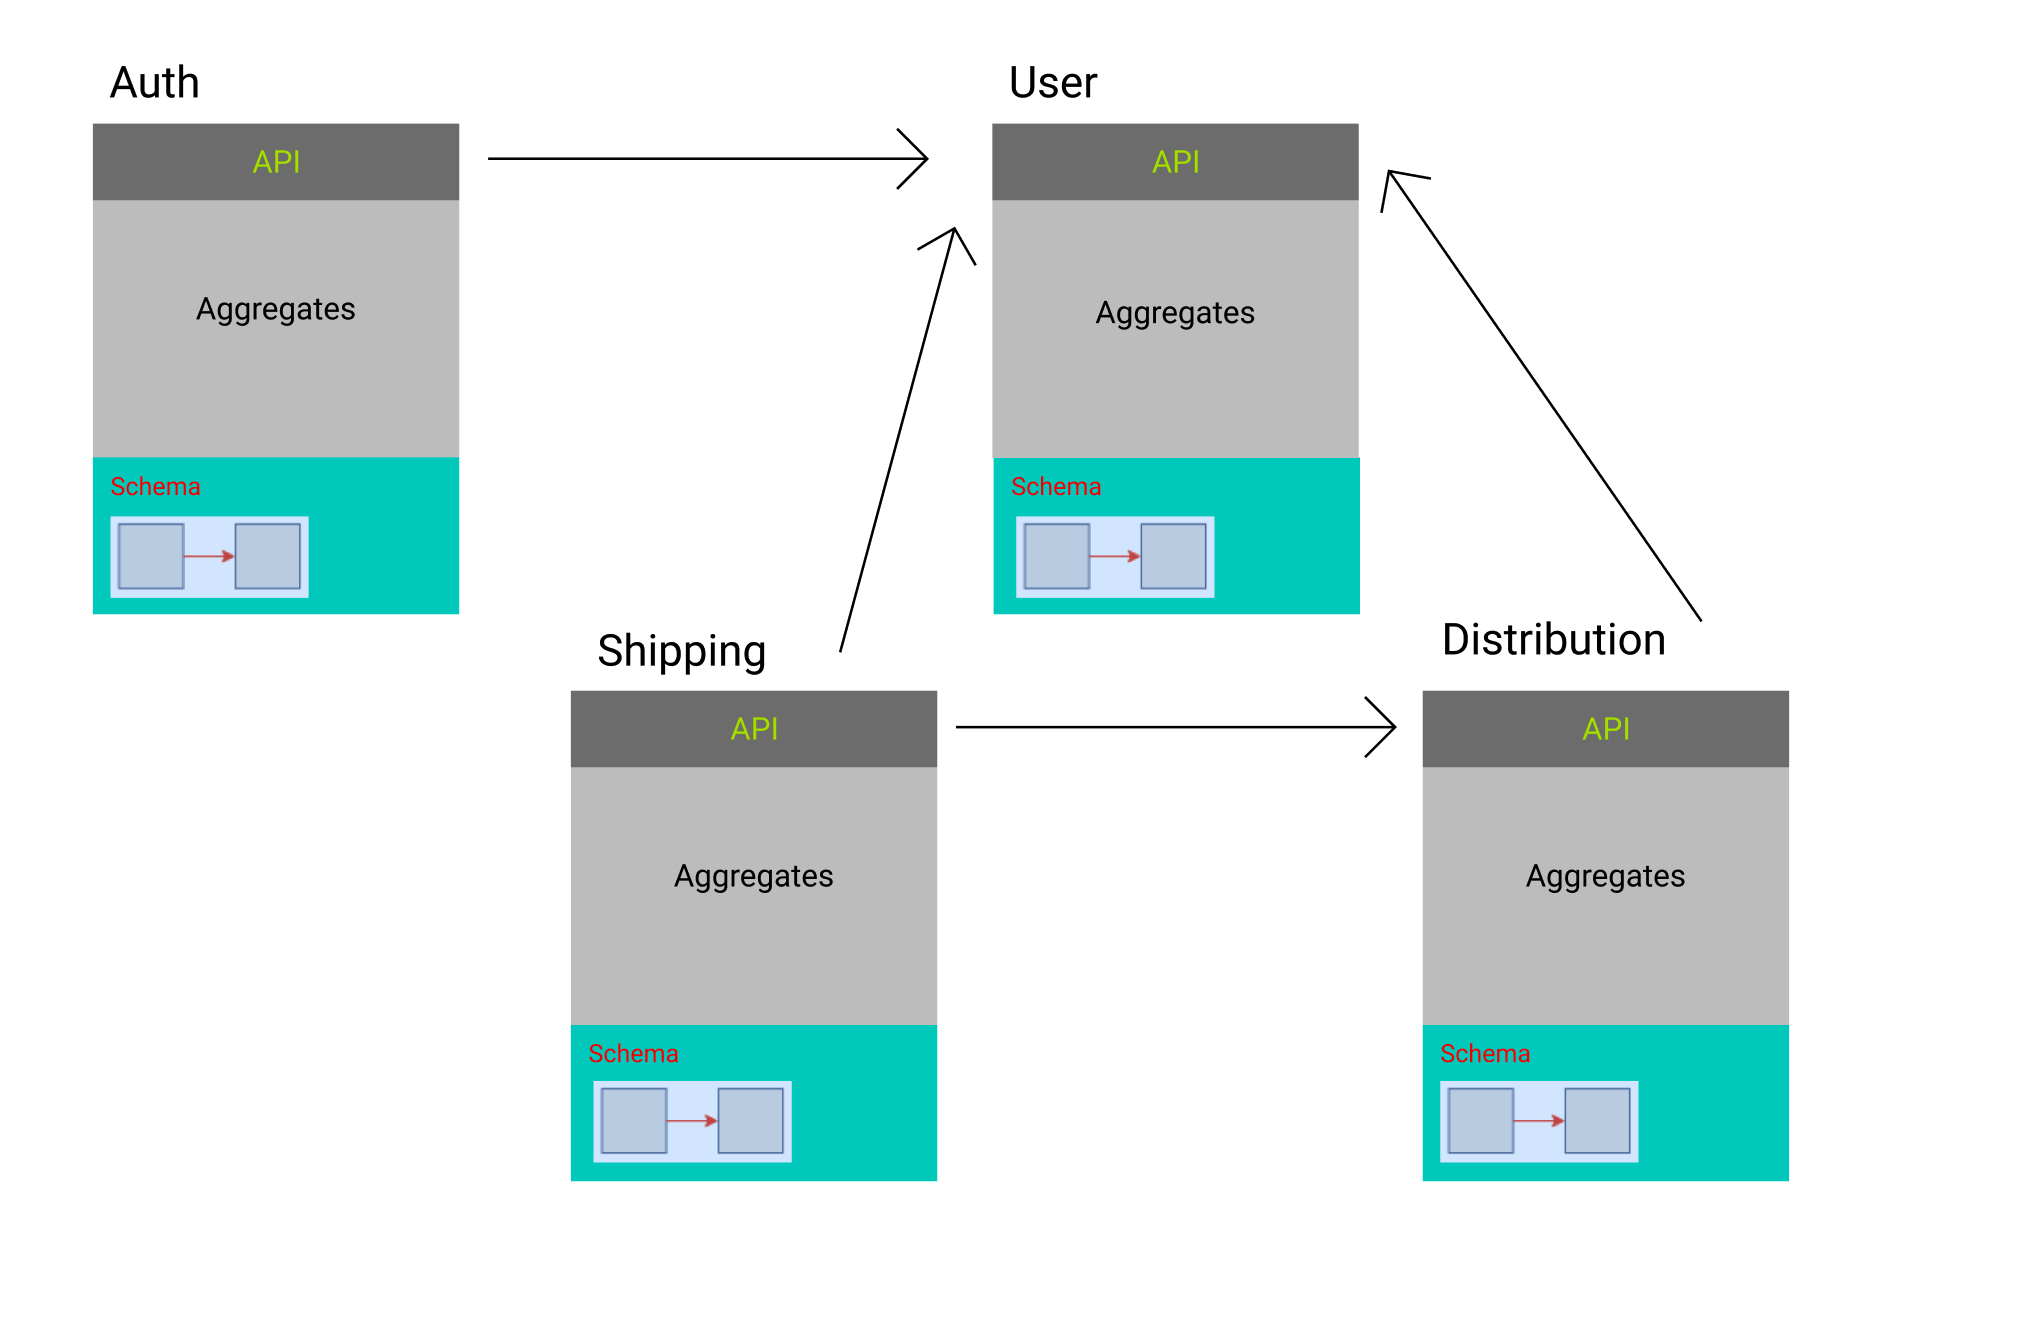 Auth
API
Aggregates
Schema
User
API
Aggregates
Schema
Shipping
API
Aggregates
Schema
Distribution
API
Aggregates
Schema